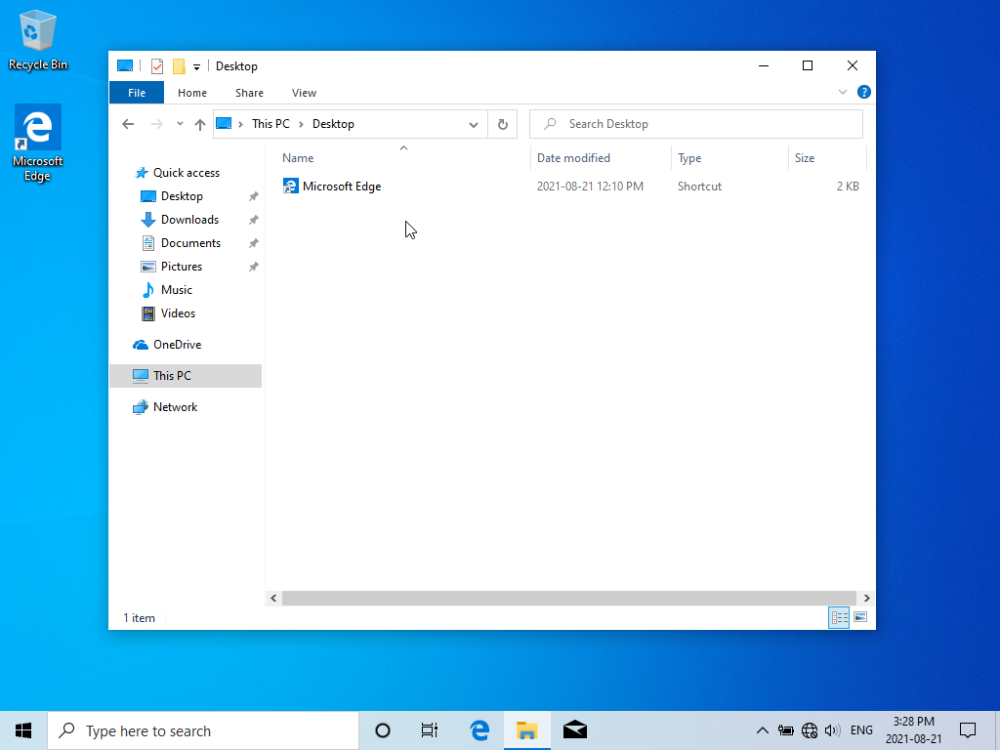 Recycle Bin
Microsoft
Edge
Desktop
File Home Share View
This PC Desktop
Search Desktop
Name Date modified Type Size
Microsoft Edge 2021-08-21 12:10 PM Shortcut 2 KB
Quick access
Desktop
Downloads
Documents
Pictures
Music
Videos
OneDrive
This PC
Network
1 item
Type here to search
ENG
3:28 PM
2021-08-21